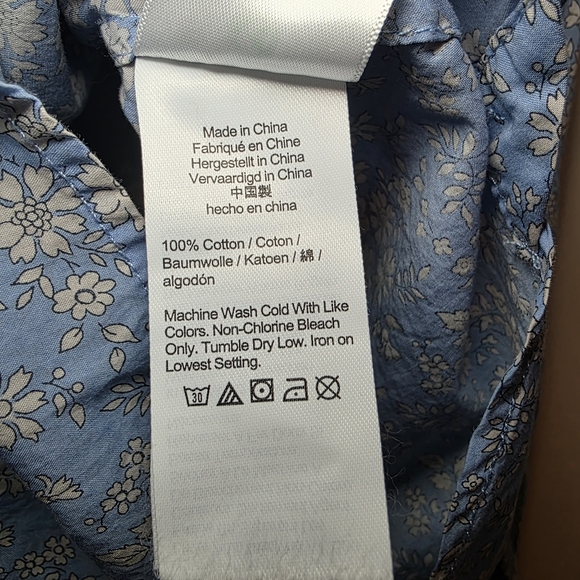 Made in China
Fabriqué en Chine
Hergestellt in China
Vervaardigd in China
中国製
hecho en china
100% Cotton / Coton /
Baumwolle / Katoen / 綿 /
algodón
Machine Wash Cold With Like
Colors. Non-Chlorine Bleach
Only. Tumble Dry Low. Iron on
Lowest Setting.
30